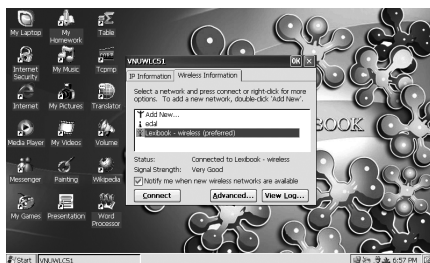 My Laptop
My Homework
Table
Internet Security
My Music
Tcpmp
Internet
My Pictures
Translator
Media Player
My Videos
Volume
Messenger
Painting
Wikipedia
My Games
Presentation
Word Processor
VNUWLC51
OK
IP Information
Wireless Information
Select a network and press connect or right-click for more
options. To add a new network, double-click 'Add New'.
Add New...
edal
Lexibook - wireless (preferred)
Status: Connected to Lexibook - wireless
Signal Strength: Very Good
Notify me when new wireless networks are available
Connect
Advanced...
View Log...
BOOK
Start
VNUWLC51
6:57 PM